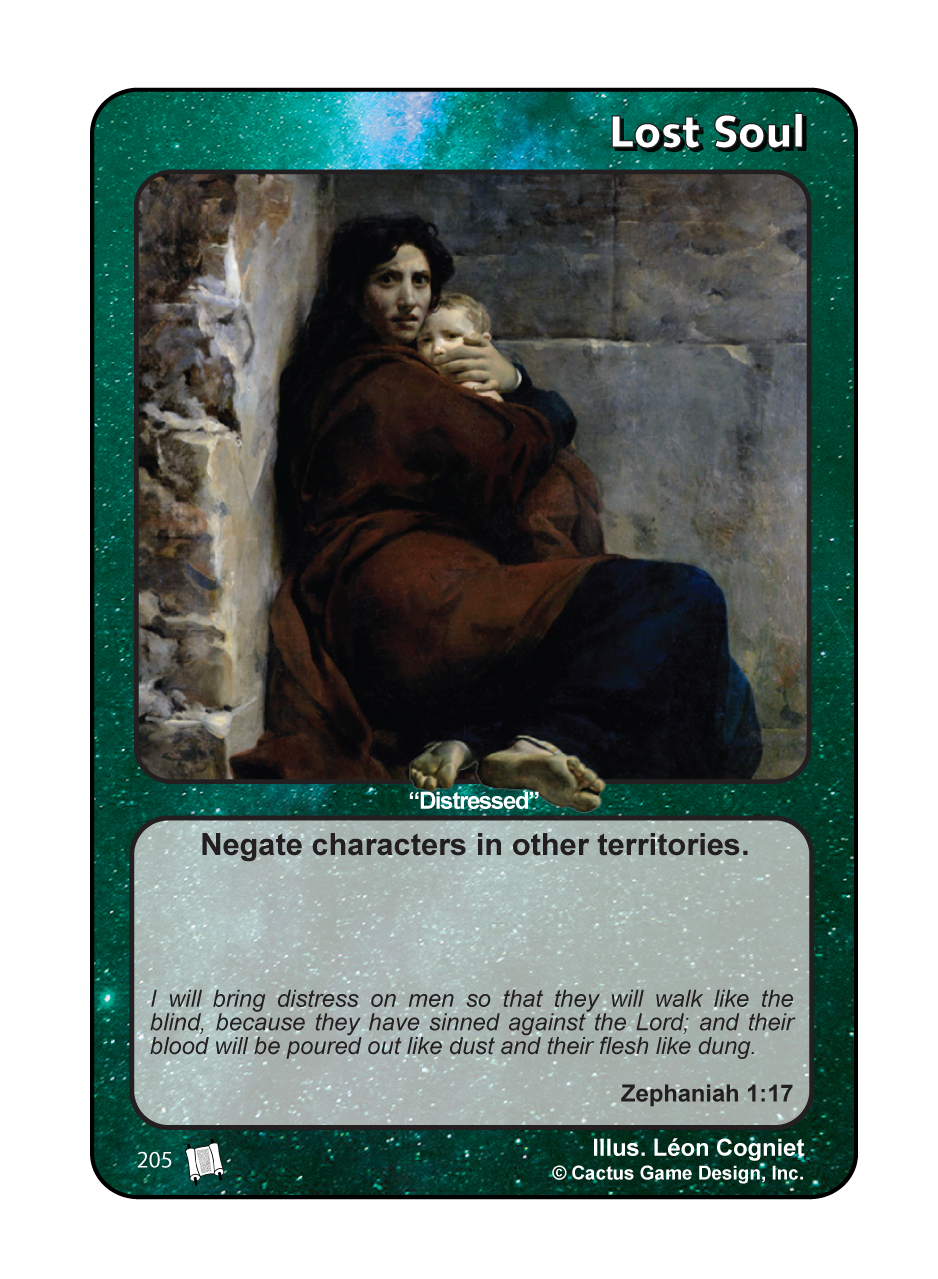 Lost Soul
“Distressed”
Negate characters in other territories.
I will bring distress on men so that they will walk like the
blind, because they have sinned against the Lord; and their
blood will be poured out like dust and their flesh like dung.
Zephaniah 1:17
205
Illus. Léon Cogniet
© Cactus Game Design, Inc.